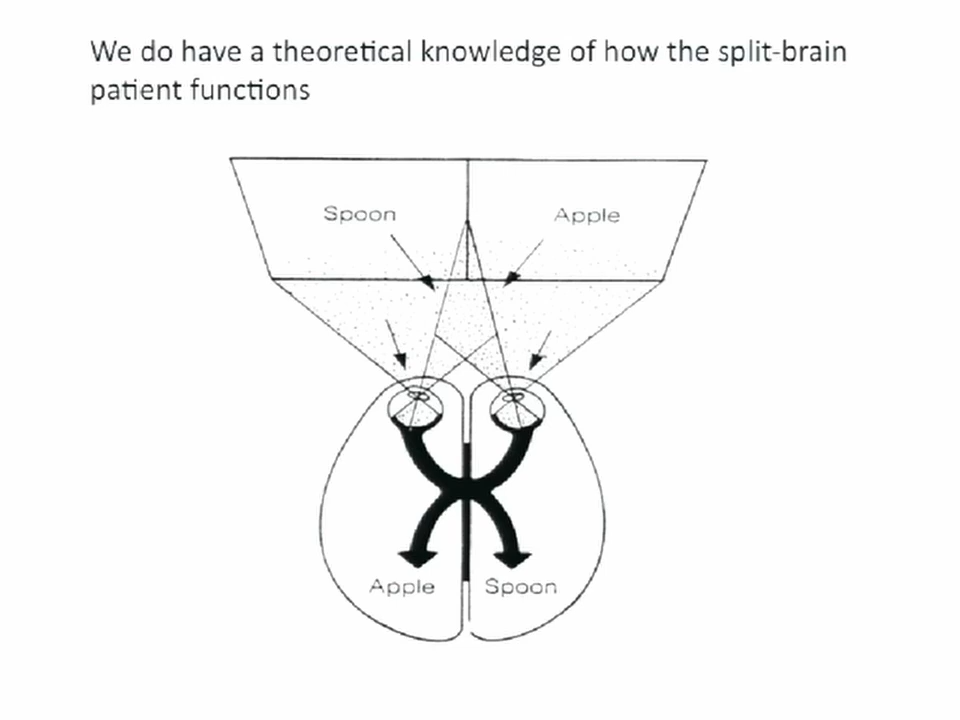 We do have a theoretical knowledge of how the split-brain
patient functions
Spoon
Apple
Apple
Spoon